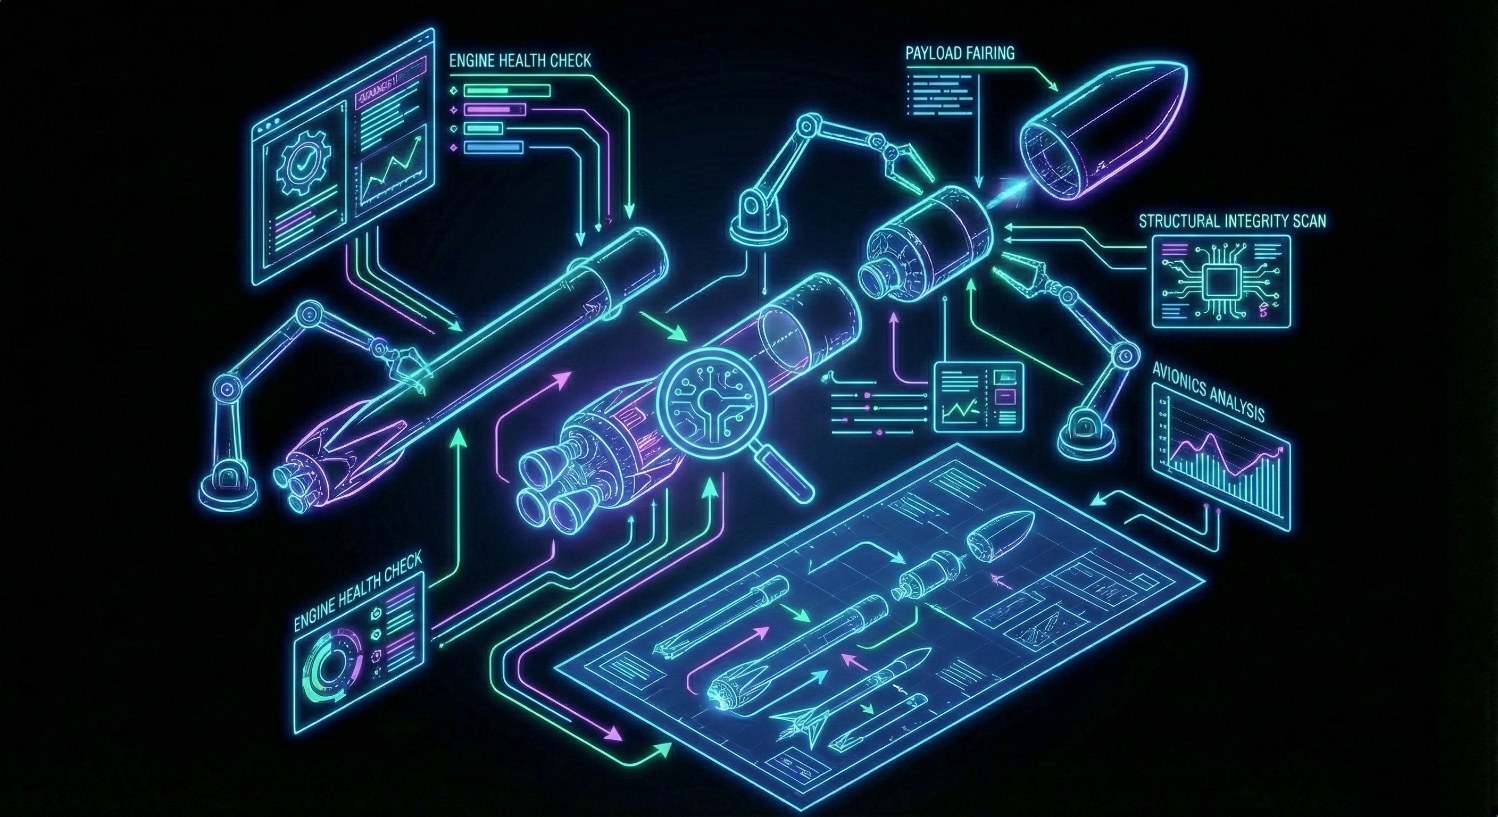 ENGINE HEALTH CHECK
PAYLOAD FAIRING
STRUCTURAL INTEGRITY SCAN
AVIONICS ANALYSIS
ENGINE HEALTH CHECK